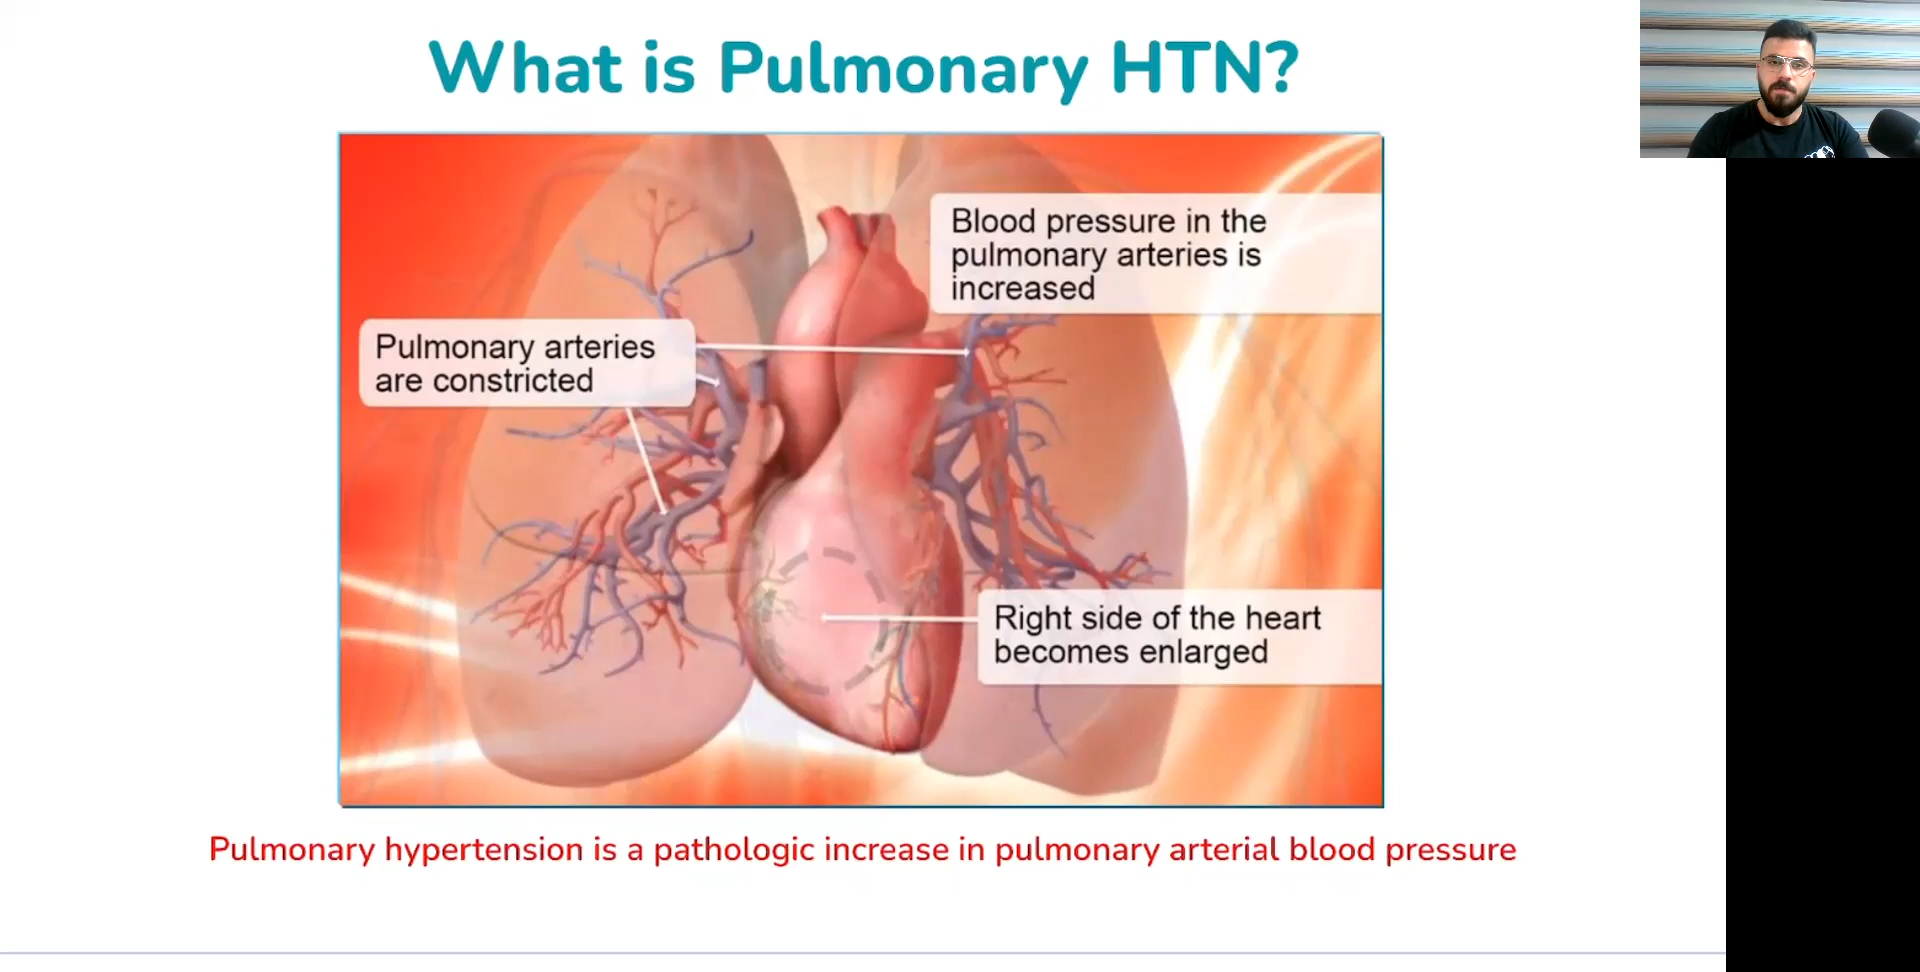 What is Pulmonary HTN?
Blood pressure in the
pulmonary arteries is
increased
Pulmonary arteries
are constricted
Right side of the heart
becomes enlarged
Pulmonary hypertension is a pathologic increase in pulmonary arterial blood pressure